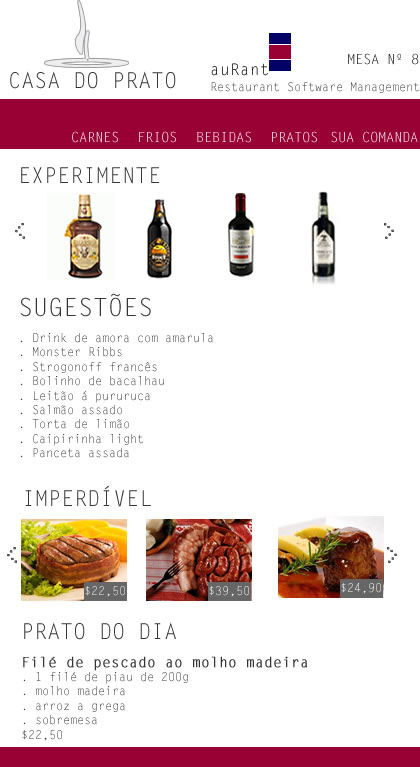 CASA DO PRATO
auRant
Restaurant Software Management
MESA Nº 8
CARNES FRIOS BEBIDAS PRATOS SUA COMANDA
EXPERIMENTE
SUGESTÕES
. Drink de amora com amarula
. Monster Ribbs
. Strogonoff francês
. Bolinho de bacalhau
. Leitão á pururuca
. Salmão assado
. Torta de limão
. Caipirinha light
. Panceta assada
IMPERDÍVEL
$22,50
$39,50
$24,90
PRATO DO DIA
Filé de pescado ao molho madeira
. 1 filé de piau de 200g
. molho madeira
. arroz a grega
. sobremesa
$22,50